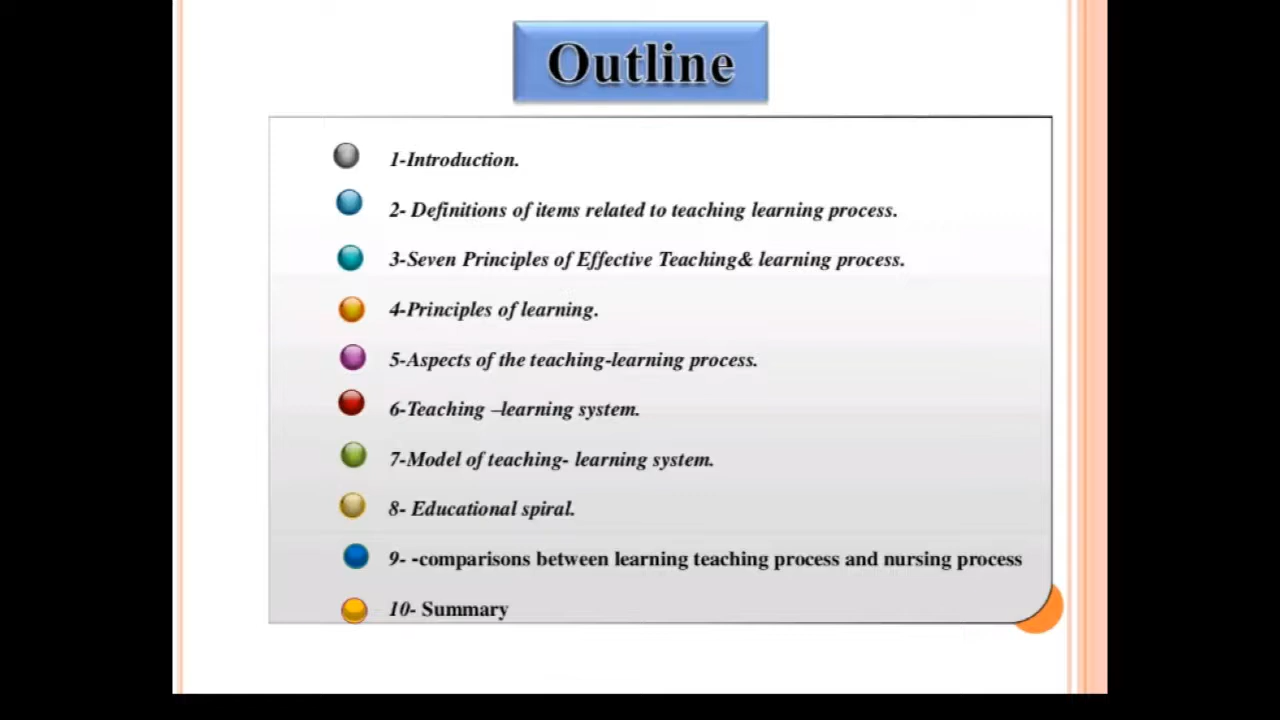 Outline
1-Introduction.
2- Definitions of items related to teaching learning process.
3-Seven Principles of Effective Teaching& learning process.
4-Principles of learning.
5-Aspects of the teaching-learning process.
6-Teaching –learning system.
7-Model of teaching- learning system.
8- Educational spiral.
9- -comparisons between learning teaching process and nursing process
10- Summary